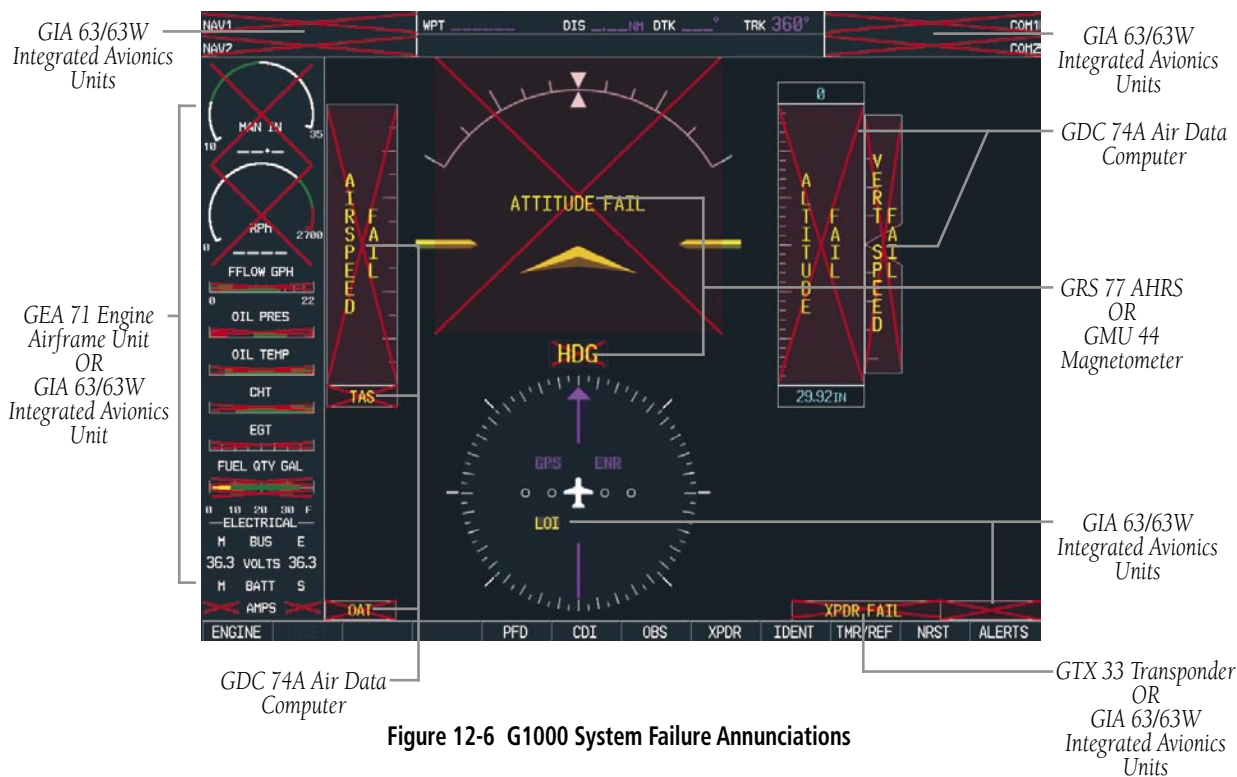 GIA 63/63W
Integrated Avionics
Units
NAV1
NAV2
WPT _______ DIS __.__NM DTK ___° TRK 360°
COM1
COM2
GIA 63/63W
Integrated Avionics
Units
GDC 74A Air Data
Computer
GRS 77 AHRS
OR
GMU 44
Magnetometer
GEA 71 Engine
Airframe Unit
OR
GIA 63/63W
Integrated Avionics
Unit
MAN IN
10 35
RPM
0 2700
FFLOW GPH
0 22
OIL PRES
OIL TEMP
CHT
EGT
FUEL QTY GAL
0 10 20 30 F
ELECTRICAL
M BUS E
36.3 VOLTS 36.3
M BATT S
AMPS
AIRSPEED FAIL
TAS
OAT
ATTITUDE FAIL
HDG
GPS ENR
LOI
0
ALTITUDE FAIL
VERT SPEED FAIL
29.92IN
XPDR FAIL
ENGINE PFD CDI OBS XPDR IDENT TMR/REF NRST ALERTS
GIA 63/63W
Integrated Avionics
Units
GDC 74A Air Data
Computer
GTX 33 Transponder
OR
GIA 63/63W
Integrated Avionics
Units
Figure 12-6 G1000 System Failure Annunciations